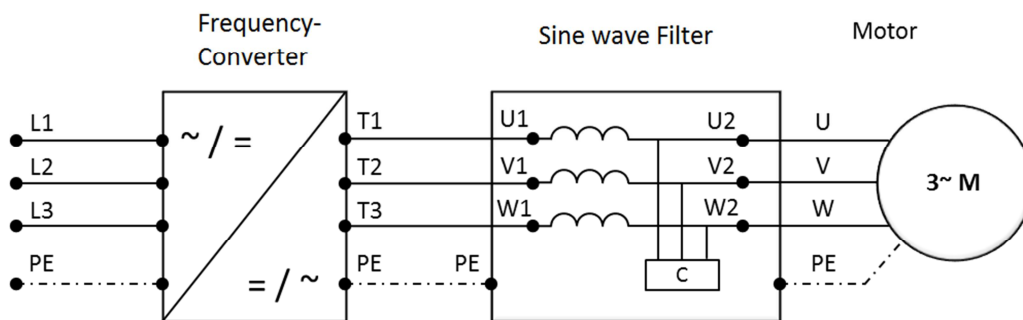 Frequency-
Converter
Sine wave Filter
Motor
L1
L2
L3
PE
~ / =
= / ~
T1
T2
T3
PE
PE
U1
V1
W1
U2
V2
W2
C
U
V
W
PE
3~ M